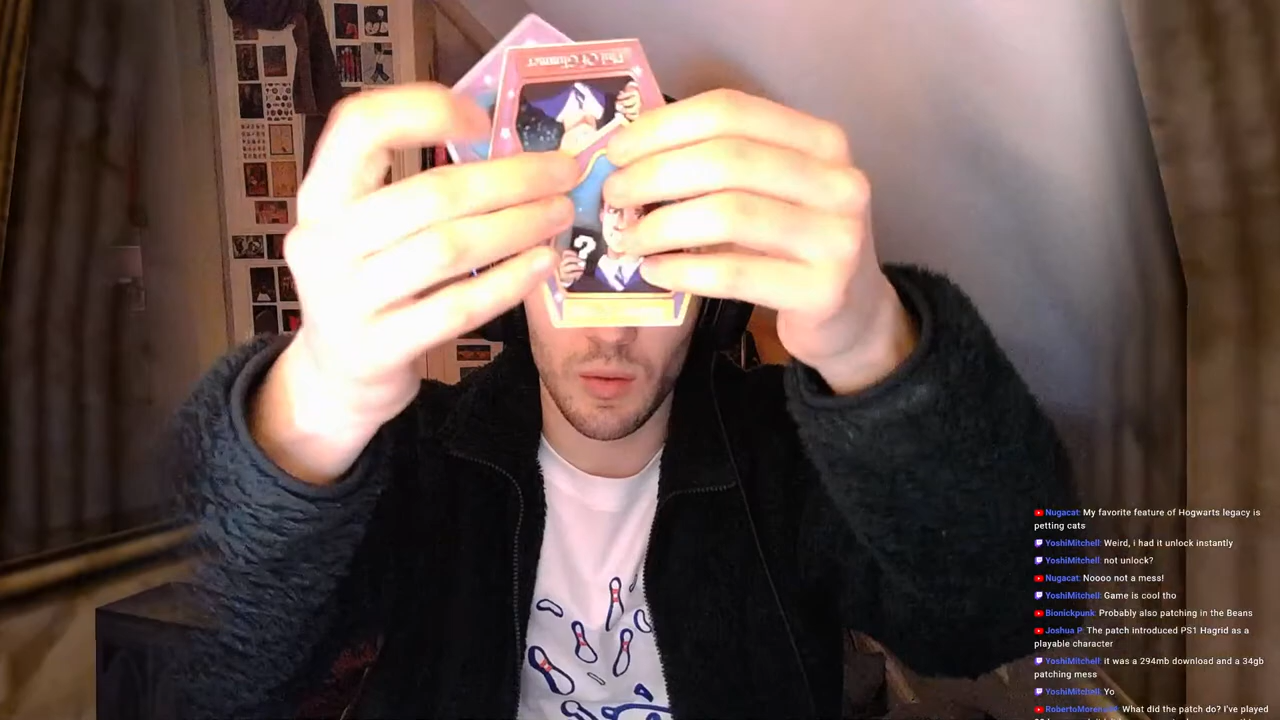 ?
Nugacat: My favorite feature of Hogwarts legacy is
petting cats
YoshiMitchell: Weird, i had it unlock instantly
YoshiMitchell: not unlock?
Nugacat: Noooo not a mess!
YoshiMitchell: Game is cool tho
Bionickpunk: Probably also patching in the Beans
Joshua P: The patch introduced PS1 Hagrid as a
playable character
YoshiMitchell: it was a 294mb download and a 34gb
patching mess
YoshiMitchell: Yo
What did the patch do? I've played